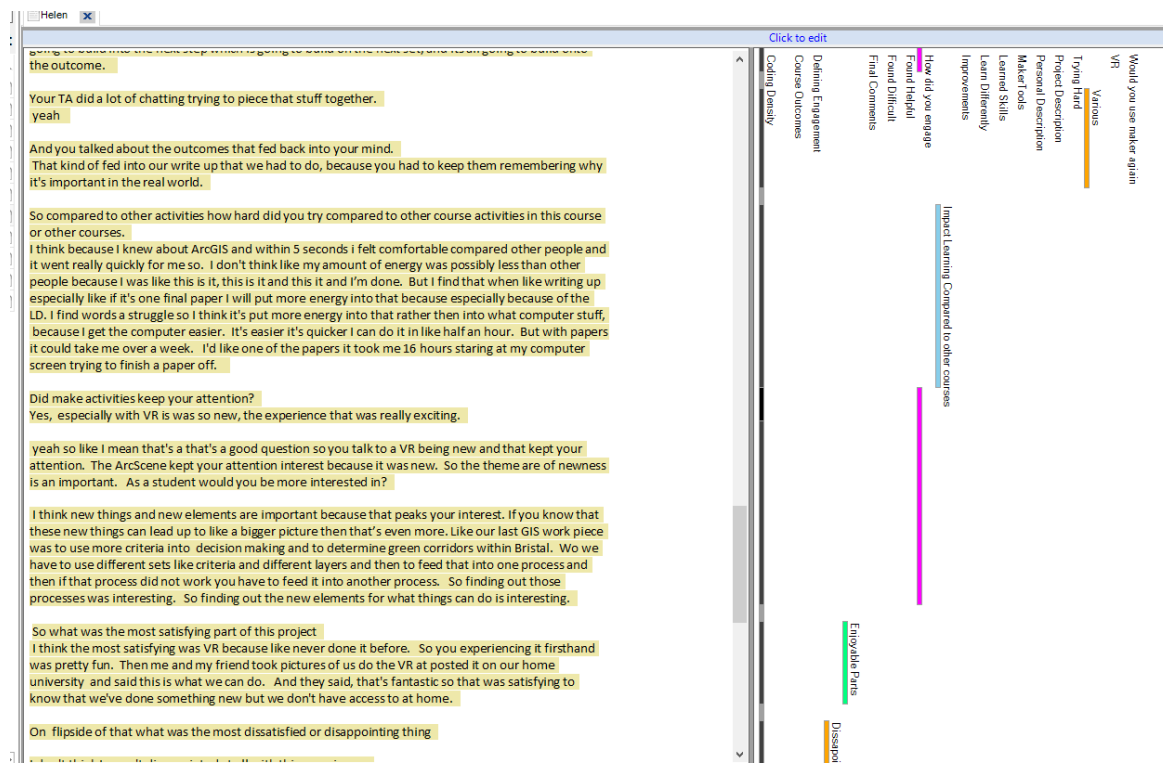 Helen
Click to edit
going to build into the next step which is going to build on the next set, and it's all going to build onto
the outcome.
Your TA did a lot of chatting trying to piece that stuff together.
yeah
And you talked about the outcomes that fed back into your mind.
That kind of fed into our write up that we had to do, because you had to keep them remembering why
it's important in the real world.
So compared to other activities how hard did you try compared to other course activities in this course
or other courses.
I think because I knew about ArcGIS and within 5 seconds i felt comfortable compared other people and
it went really quickly for me so.  I don't think like my amount of energy was possibly less than other
people because I was like this is it, this is it and this it and I'm done.  But I find that when like writing up
especially like if it's one final paper I will put more energy into that because especially because of the
LD. I find words a struggle so I think it's put more energy into that rather then into what computer stuff,
because I get the computer easier.  It's easier it's quicker I can do it in like half an hour.  But with papers
it could take me over a week.   I'd like one of the papers it took me 16 hours staring at my computer
screen trying to finish a paper off.
Did make activities keep your attention?
Yes,  especially with VR is was so new, the experience that was really exciting.
yeah so like I mean that's a that's a good question so you talk to a VR being new and that kept your
attention.  The ArcScene kept your attention interest because it was new.  So the theme are of newness
is an important.   As a student would you be more interested in?
I think new things and new elements are important because that peaks your interest. If you know that
these new things can lead up to like a bigger picture then that's even more. Like our last GIS work piece
was to use more criteria into  decision making and to determine green corridors within Bristal.  Wo we
have to use different sets like criteria and different layers and then to feed that into one process and
then if that process did not work you have to feed it into another process.   So finding out those
processes was interesting.  So finding out the new elements for what things can do is interesting.
So what was the most satisfying part of this project
I think the most satisfying was VR because like never done it before.  So you experiencing it firsthand
was pretty fun.  Then me and my friend took pictures of us do the VR at posted it on our home
university  and said this is what we can do.   And they said, that's fantastic so that was satisfying to
know that we've done something new but we don't have access to at home.
On  flipside of that what was the most dissatisfied or disappointing thing
Coding Density
Course Outcomes
Defining Engagement
Dissapoi
Enjoyable Parts
Final Comments
Found Difficult
Found Helpful
How did you engage
Impact Learning Compared to other courses
Improvements
Learn Differently
Learned Skills
MakerTools
Personal Description
Project Description
Trying Hard
Various
VR
Would you use maker agiain